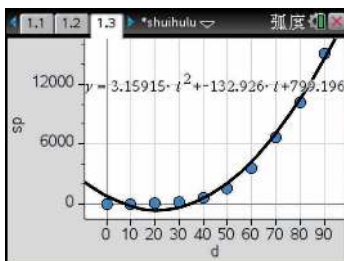 1.1 1.2 1.3 *shuihulu 弧度
y = 3.15915·t²+-132.926·t+799.196
12000
6000
0
sp
0 10 20 30 40 50 60 70 80 90
d